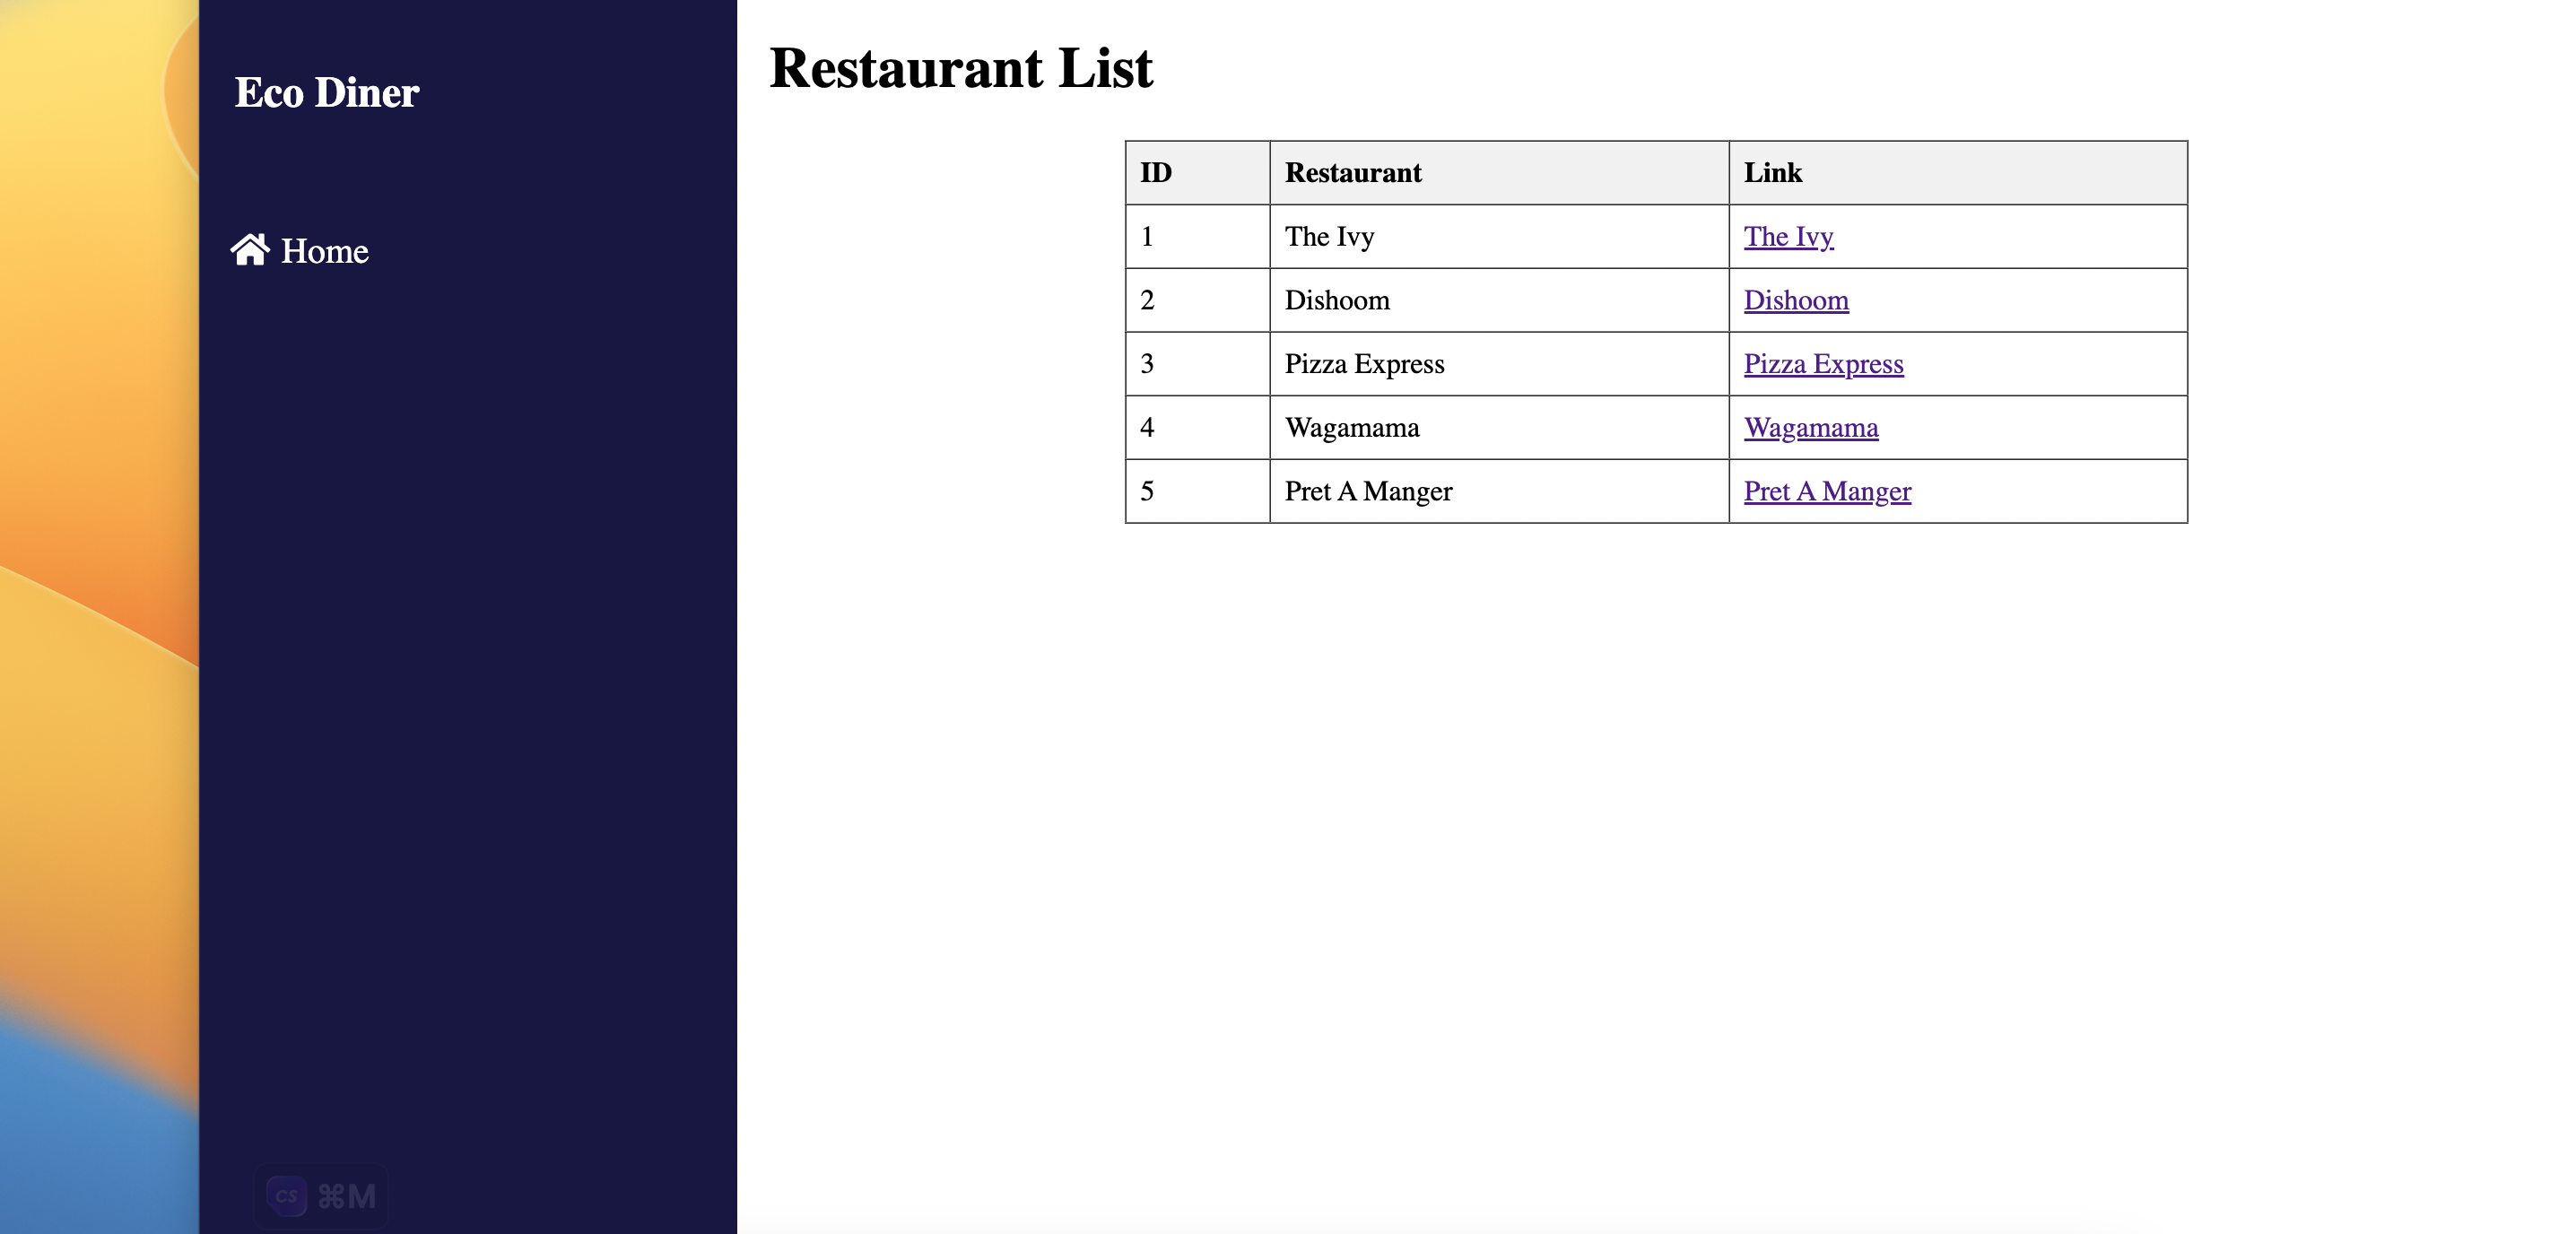 Eco Diner
Home
Restaurant List
ID Restaurant Link
1 The Ivy The Ivy
2 Dishoom Dishoom
3 Pizza Express Pizza Express
4 Wagamama Wagamama
5 Pret A Manger Pret A Manger
CS ⌘M